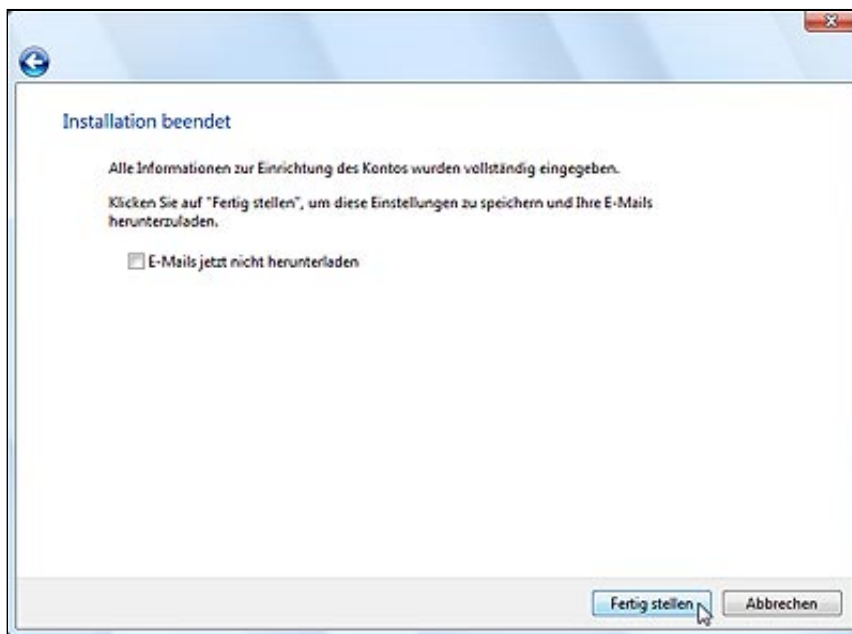 Installation beendet
Alle Informationen zur Einrichtung des Kontos wurden vollständig eingegeben.
Klicken Sie auf "Fertig stellen", um diese Einstellungen zu speichern und Ihre E-Mails
herunterzuladen.
E-Mails jetzt nicht herunterladen
Fertig stellen
Abbrechen